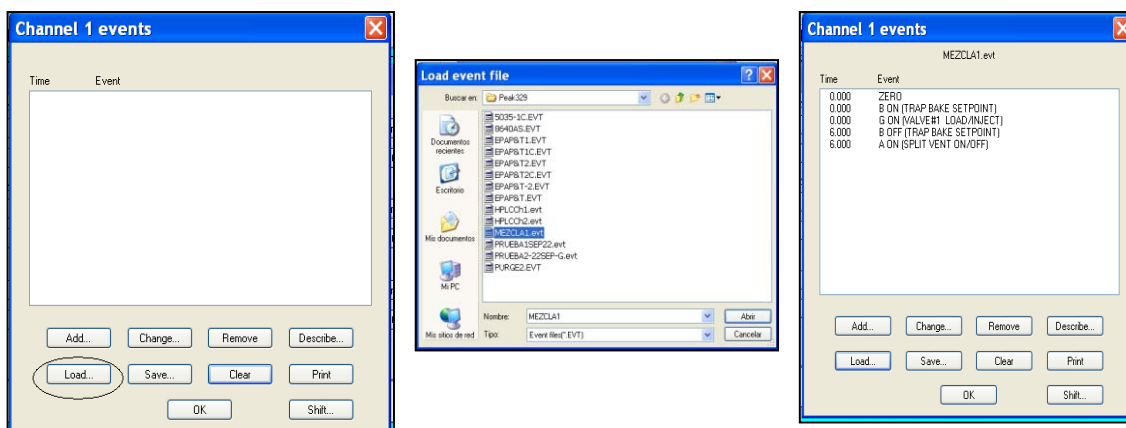 Channel 1 events
Time Event
Add... Change... Remove Describe...
Load... Save... Clear Print
OK Shift...
Load event file
Buscar en: Peak329
Documentos recientes
Escritorio
Mis documentos
Mi PC
Mis sitios de red
5035-1C.EVT
8640AS.EVT
EPAP&T1.EVT
EPAP&T1C.EVT
EPAP&T2.EVT
EPAP&T2C.EVT
EPAP&T-2.EVT
EPAP&T.EVT
HPLCCh1.evt
HPLCCh2.evt
MEZCLA1.evt
PRUEBA1SEP22.evt
PRUEBA2-22SEP-G.evt
PURGE2.EVT
Nombre: MEZCLA1 Abrir
Tipo: Event files(*.EVT) Cancelar
Channel 1 events
MEZCLA1.evt
Time Event
0.000 ZERO
0.000 B ON (TRAP BAKE SETPOINT)
0.000 G ON (VALVE#1 LOAD/INJECT)
6.000 B OFF (TRAP BAKE SETPOINT)
6.000 A ON (SPLIT VENT ON/OFF)
Add... Change... Remove Describe...
Load... Save... Clear Print
OK Shift...